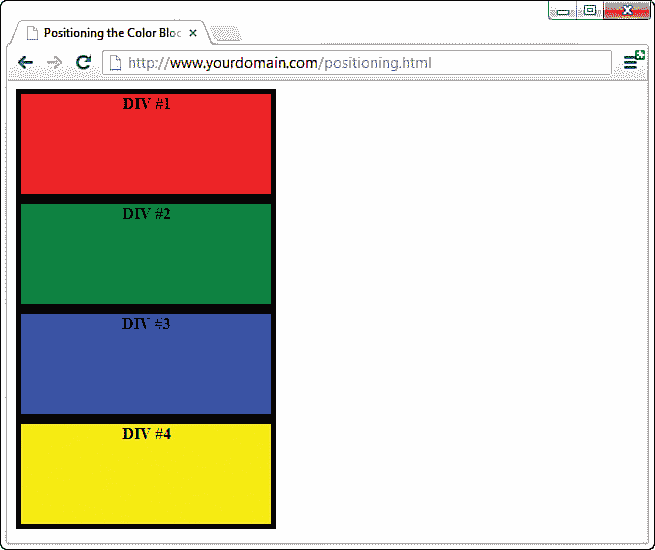 Positioning the Color Bloc
http://www.yourdomain.com/positioning.html
DIV #1
DIV #2
DIV #3
DIV #4